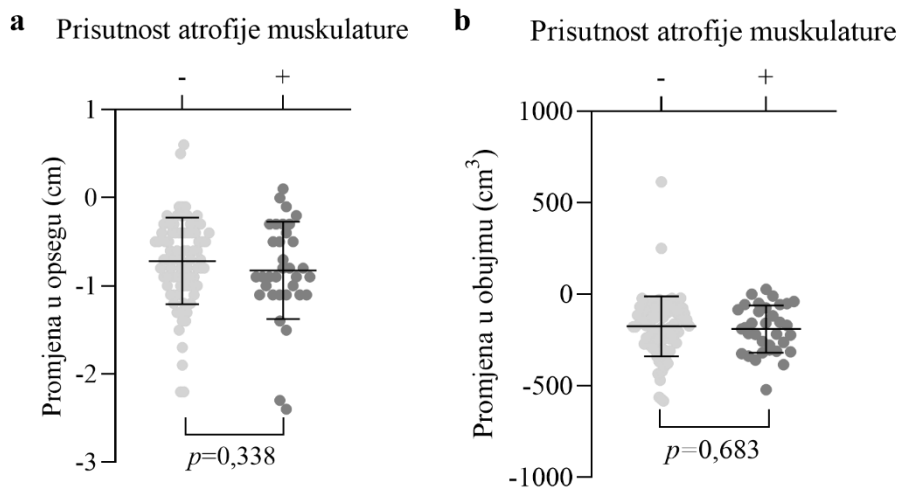 a Prisutnost atrofije muskulature
- +
1
0
-1
-2
-3
Promjena u opsegu (cm)
p=0,338
b Prisutnost atrofije muskulature
- +
1000
500
0
-500
-1000
Promjena u obujmu (cm³)
p=0,683